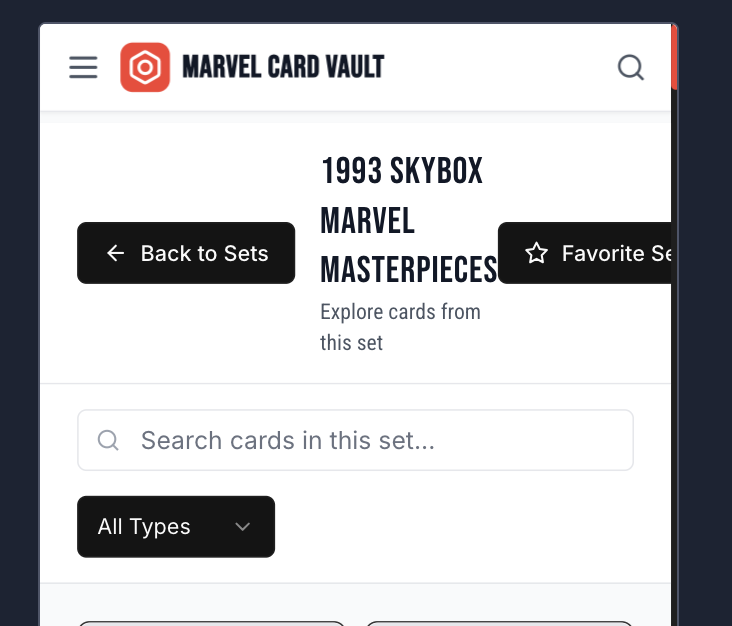 MARVEL CARD VAULT
Back to Sets
1993 SKYBOX
MARVEL
MASTERPIECES
Explore cards from
this set
Favorite Se
Search cards in this set...
All Types